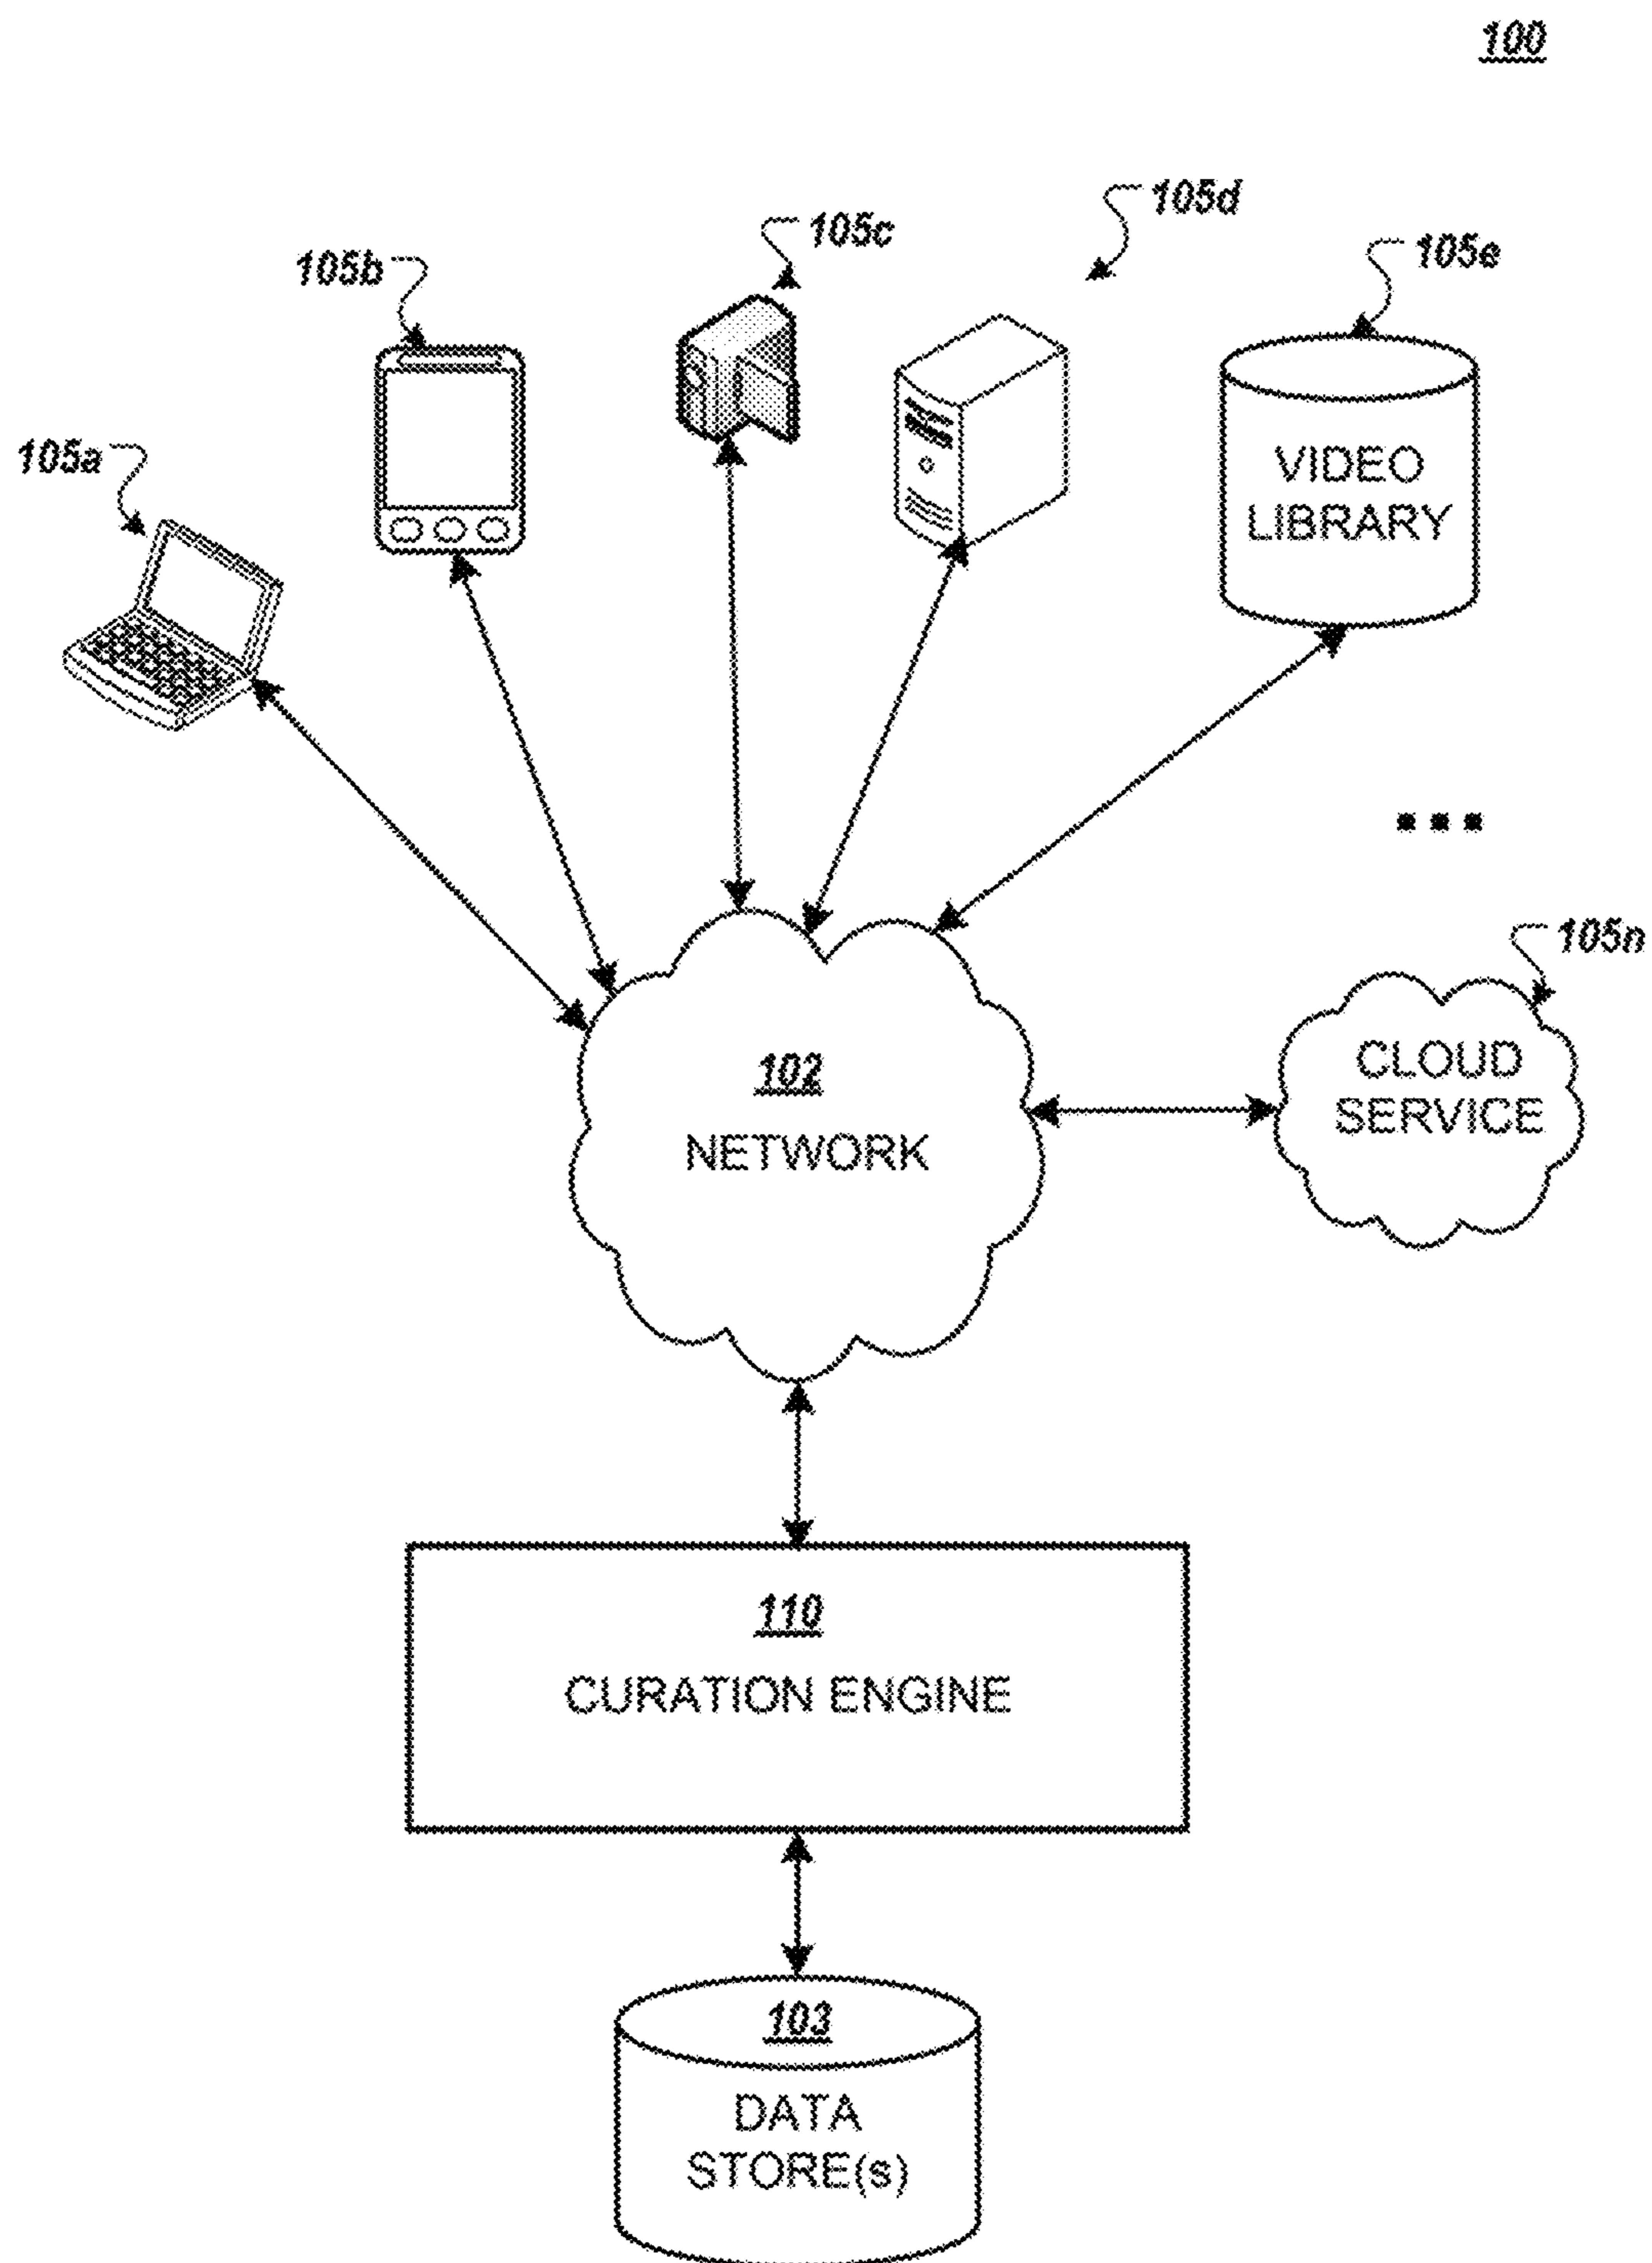 100
105d
105c
105e
105b
105a
VIDEO
LIBRARY
...
105n
CLOUD
SERVICE
102
NETWORK
110
CURATION ENGINE
103
DATA
STORE(s)